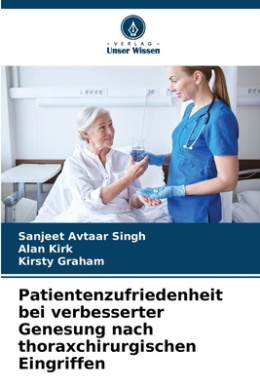 • VERLAG •
Unser Wissen
Sanjeet Avtaar Singh
Alan Kirk
Kirsty Graham
Patientenzufriedenheit
bei verbesserter
Genesung nach
thoraxchirurgischen
Eingriffen